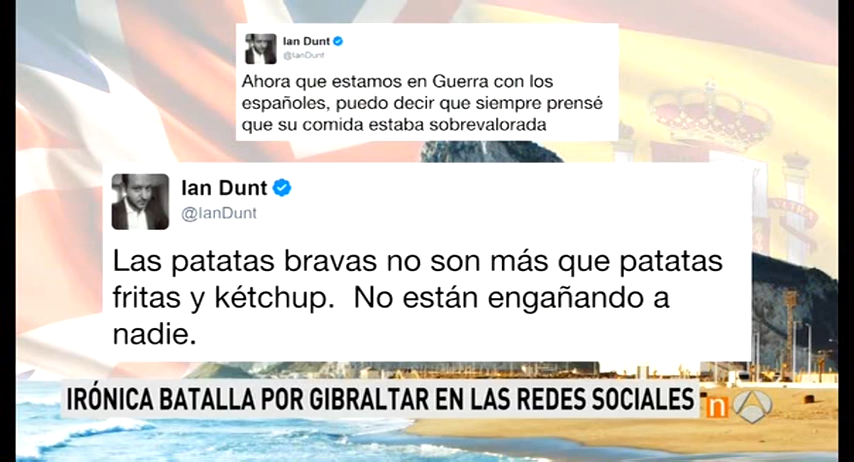 Ian Dunt
@IanDunt
Ahora que estamos en Guerra con los
españoles, puedo decir que siempre prensé
que su comida estaba sobrevalorada
Ian Dunt
@IanDunt
Las patatas bravas no son más que patatas
fritas y kétchup. No están engañando a
nadie.
IRÓNICA BATALLA POR GIBRALTAR EN LAS REDES SOCIALES n